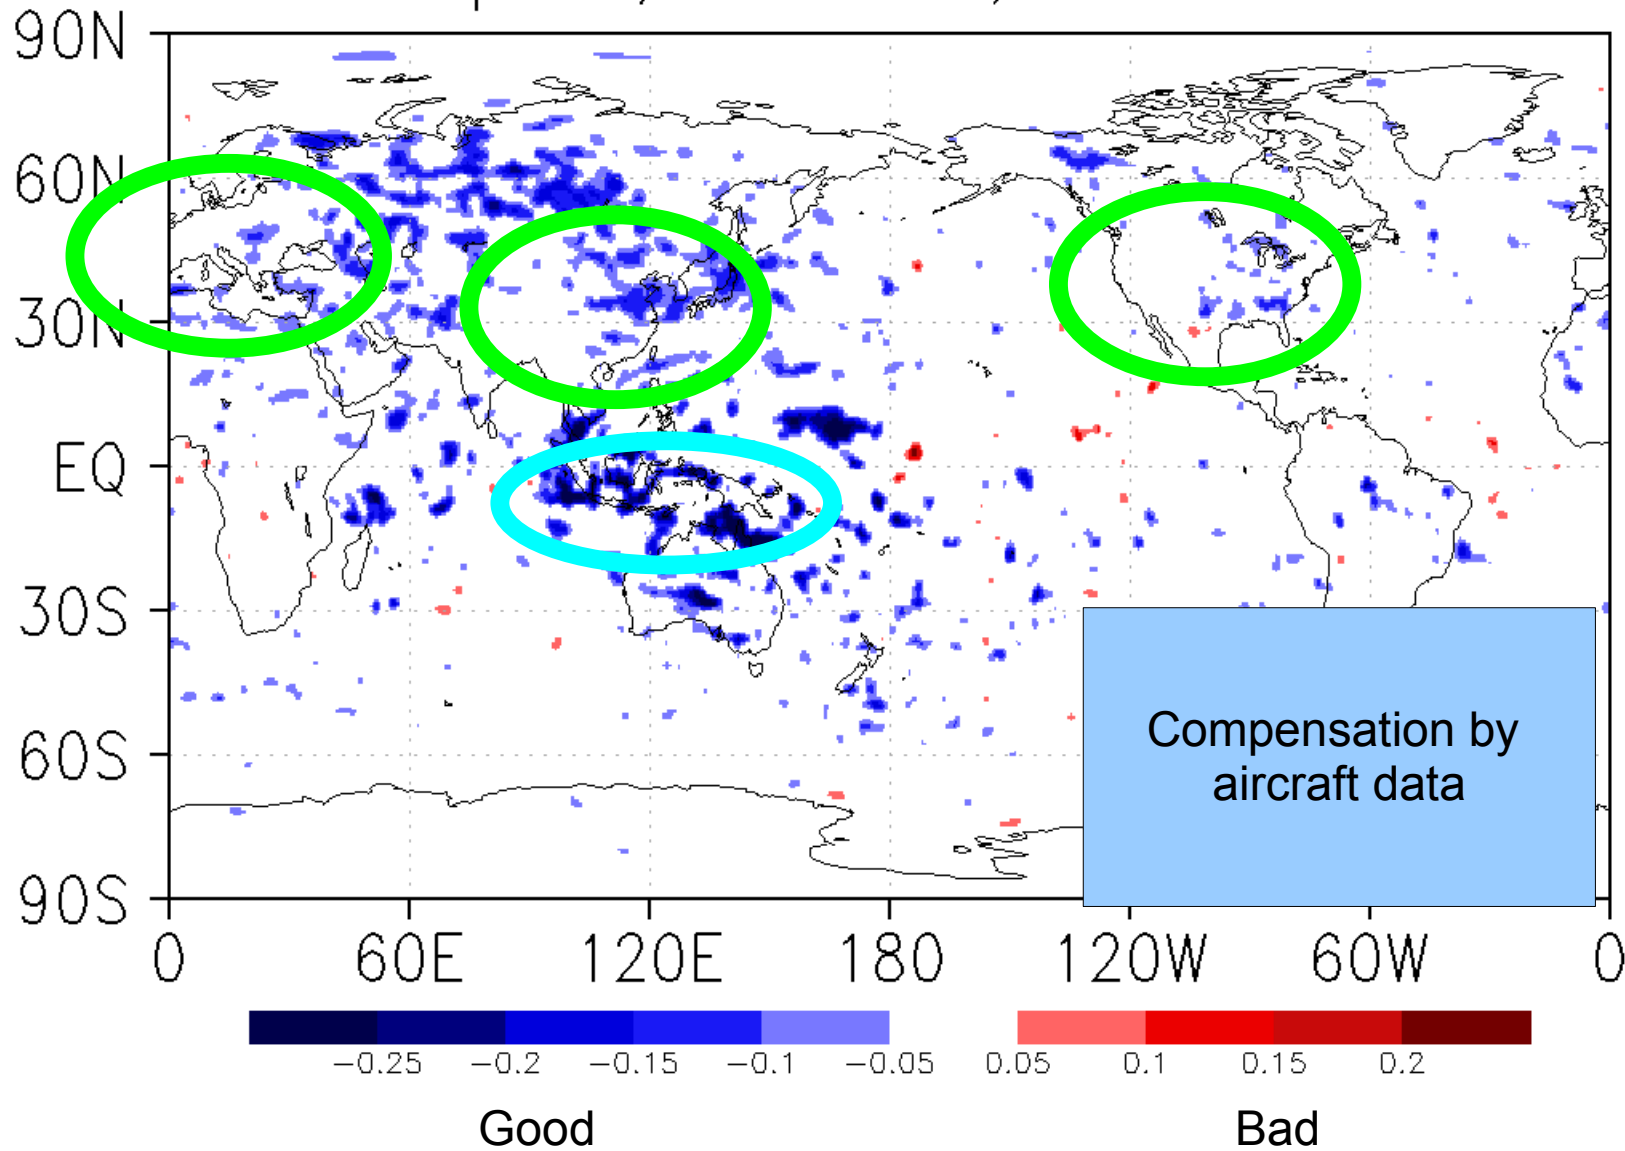 90N
60N
30N
EQ
30S
60S
90S
Compensation by
aircraft data
0 60E 120E 180 120W 60W 0
−0.25 −0.2 −0.15 −0.1 −0.05 0.05 0.1 0.15 0.2
Good Bad